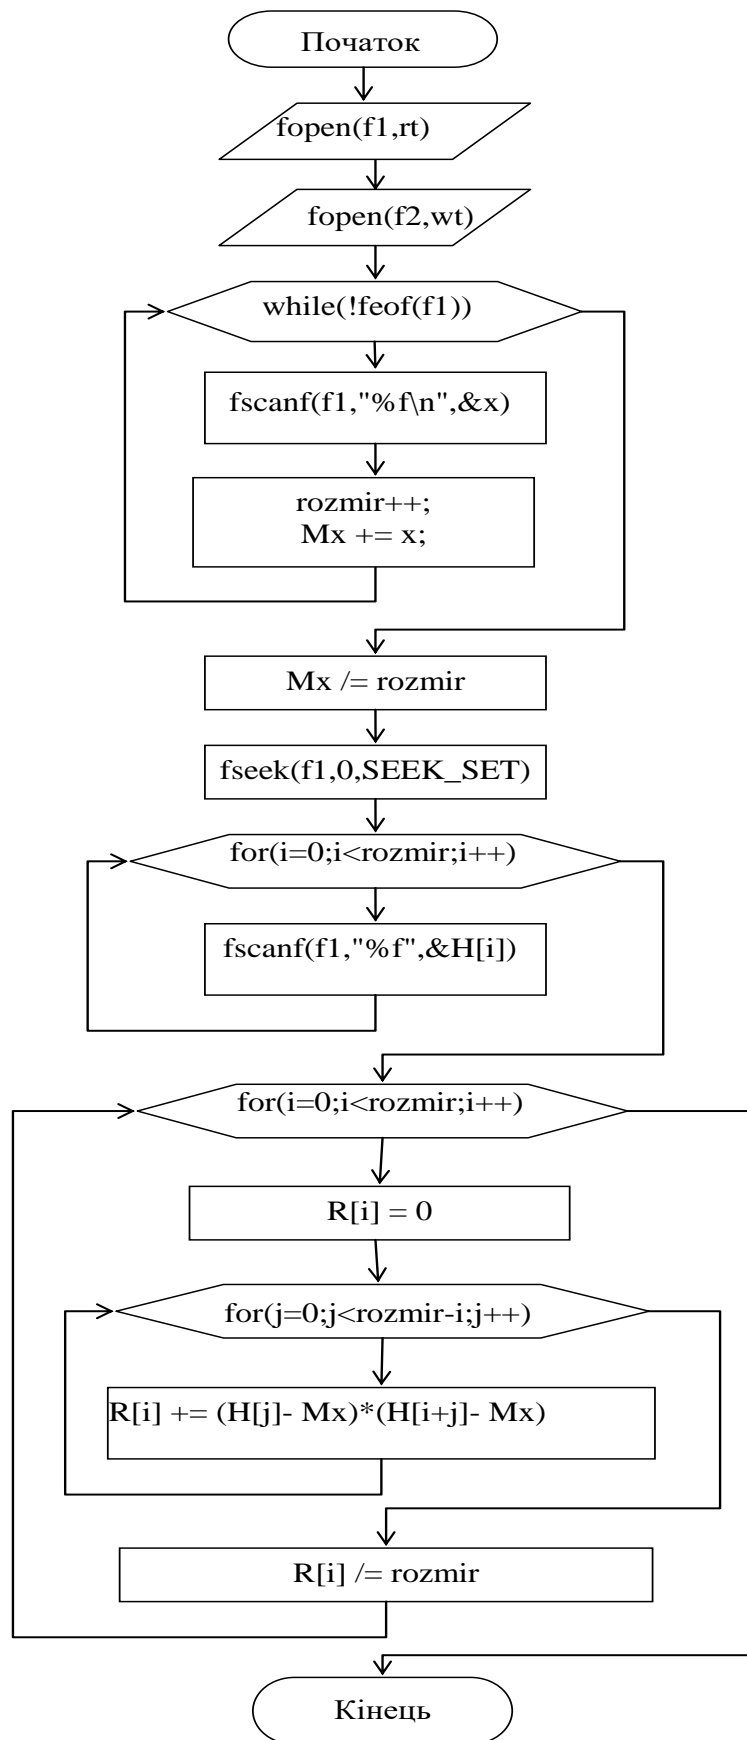 Початок
fopen(f1,rt)
fopen(f2,wt)
while(!feof(f1))
fscanf(f1,"%f\n",&x)
rozmir++;
Mx += x;
Mx /= rozmir
fseek(f1,0,SEEK_SET)
for(i=0;i<rozmir;i++)
fscanf(f1,"%f",&H[i])
for(i=0;i<rozmir;i++)
R[i] = 0
for(j=0;j<rozmir-i;j++)
R[i] += (H[j]- Mx)*(H[i+j]- Mx)
R[i] /= rozmir
Кінець